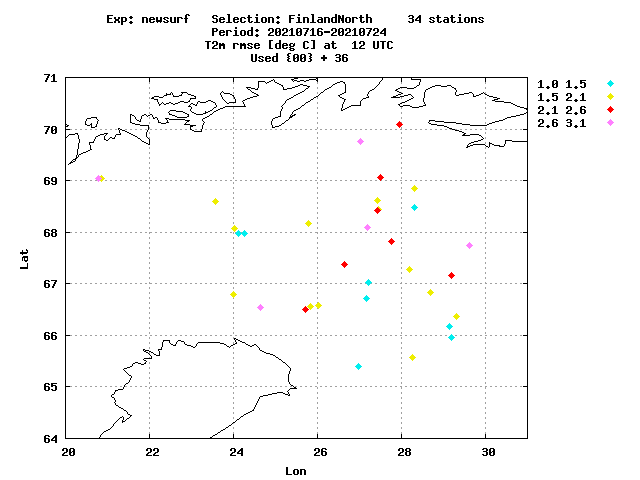 Exp: newsurf Selection: FinlandNorth 34 stations
Period: 20210716-20210724
T2m rmse [deg C] at 12 UTC
Used {00} + 36
1.0 1.5
1.5 2.1
2.1 2.6
2.6 3.1
71
70
69
68
67
66
65
64
Lat
20 22 24 26 28 30
Lon